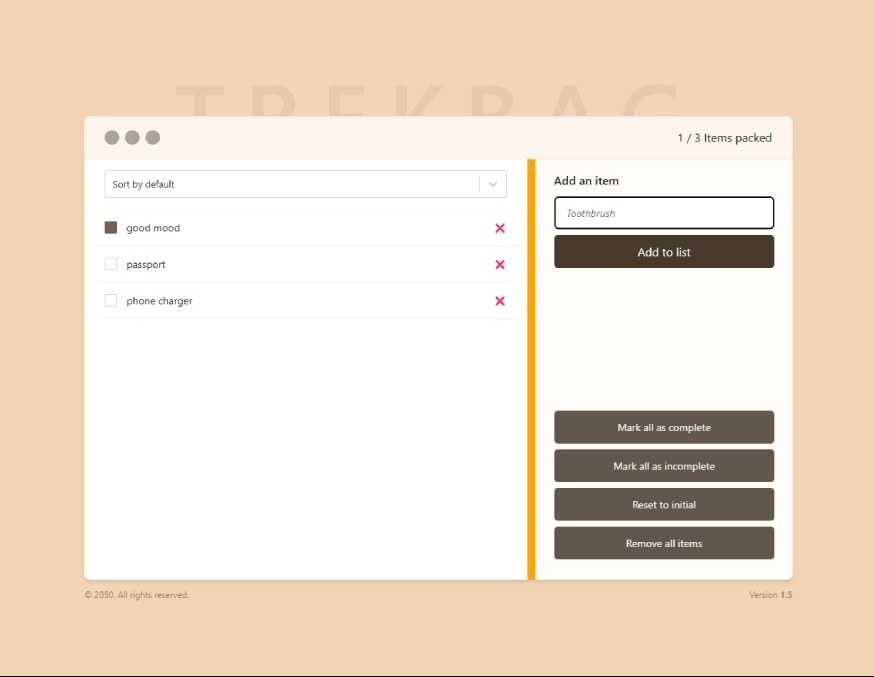 TREKBAG
1 / 3 Items packed
Sort by default
good mood
passport
phone charger
Add an item
Toothbrush
Add to list
Mark all as complete
Mark all as incomplete
Reset to initial
Remove all items
© 2050. All rights reserved.
Version 1.5